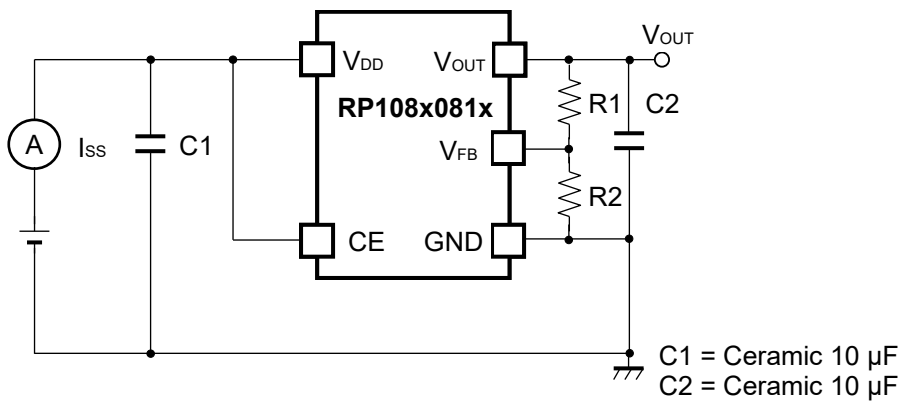 VOUT
VDD
VOUT
R1
C2
RP108x081x
A
ISS
C1
VFB
R2
CE
GND
C1 = Ceramic 10 µF
C2 = Ceramic 10 µF